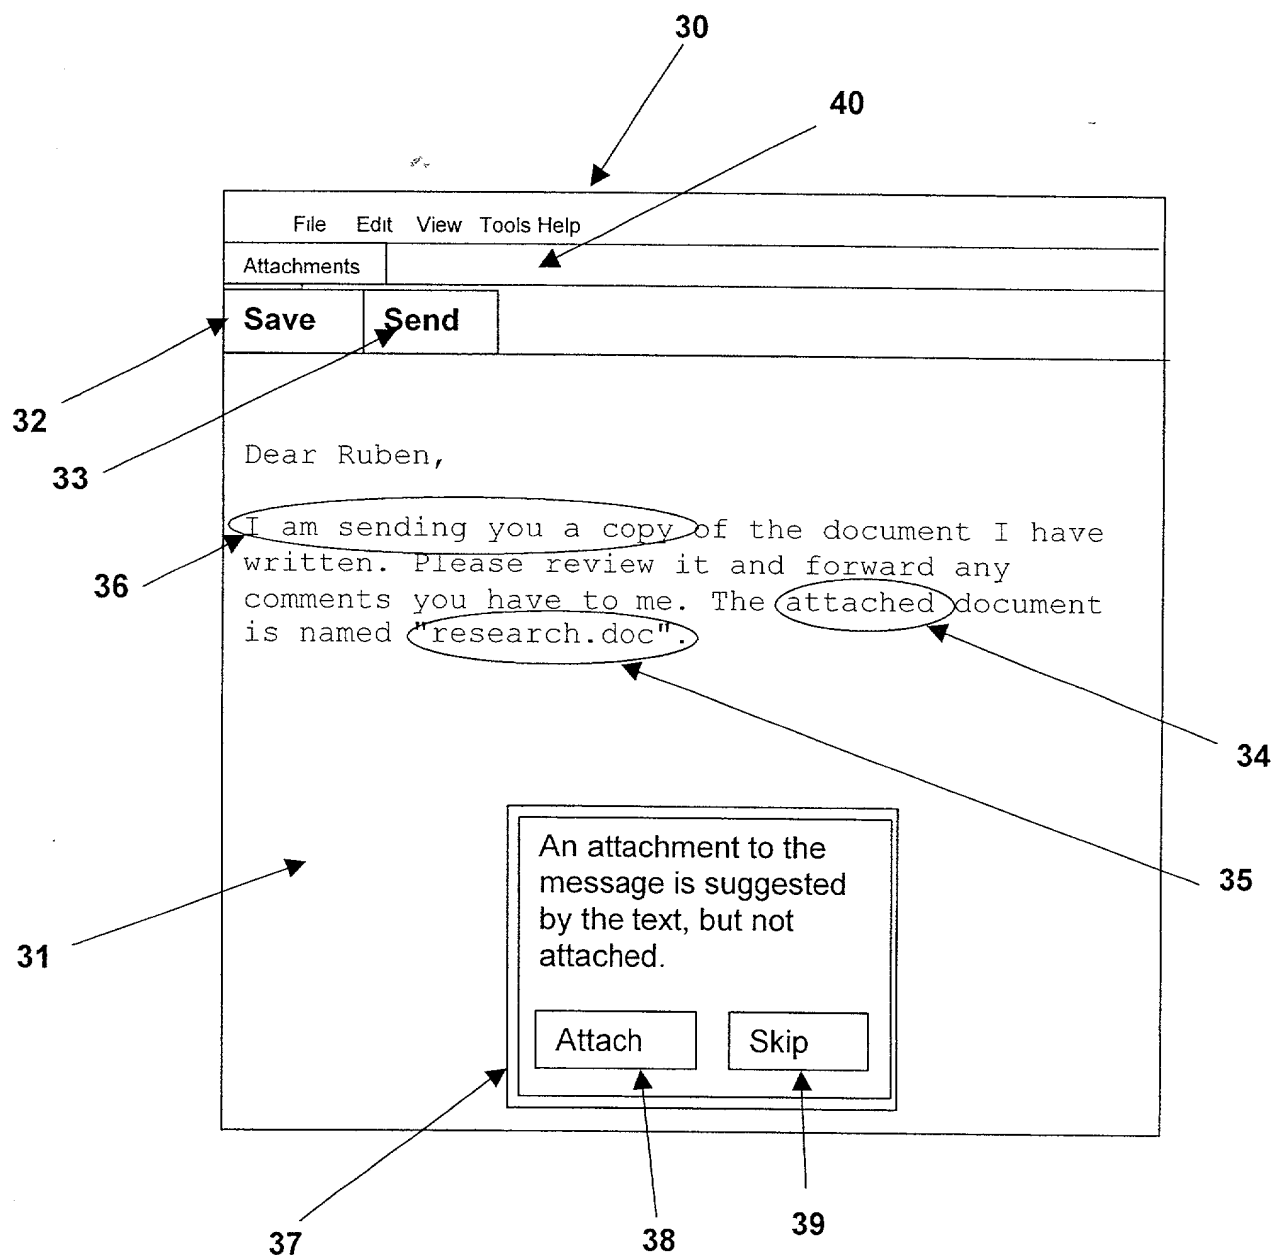 30
40
File Edit View Tools Help
Attachments
Save Send
32
33
Dear Ruben,
I am sending you a copy of the document I have
written. Please review it and forward any
36
comments you have to me. The attached document
is named "research.doc".
34
An attachment to the
message is suggested
35
by the text, but not
31
attached.
Attach Skip
37 38 39